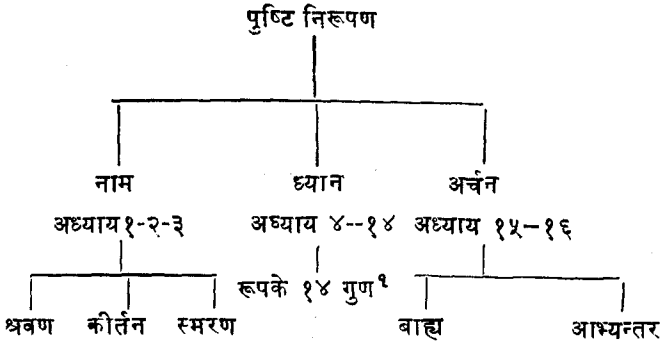 पुष्टि निरूपण
नाम ध्यान अर्चन
अध्याय १-२-३ अध्याय ४--१४ अध्याय १५-१६
रूपके १४ गुण१
श्रवण कीर्तन स्मरण बाह्य आभ्यन्तर